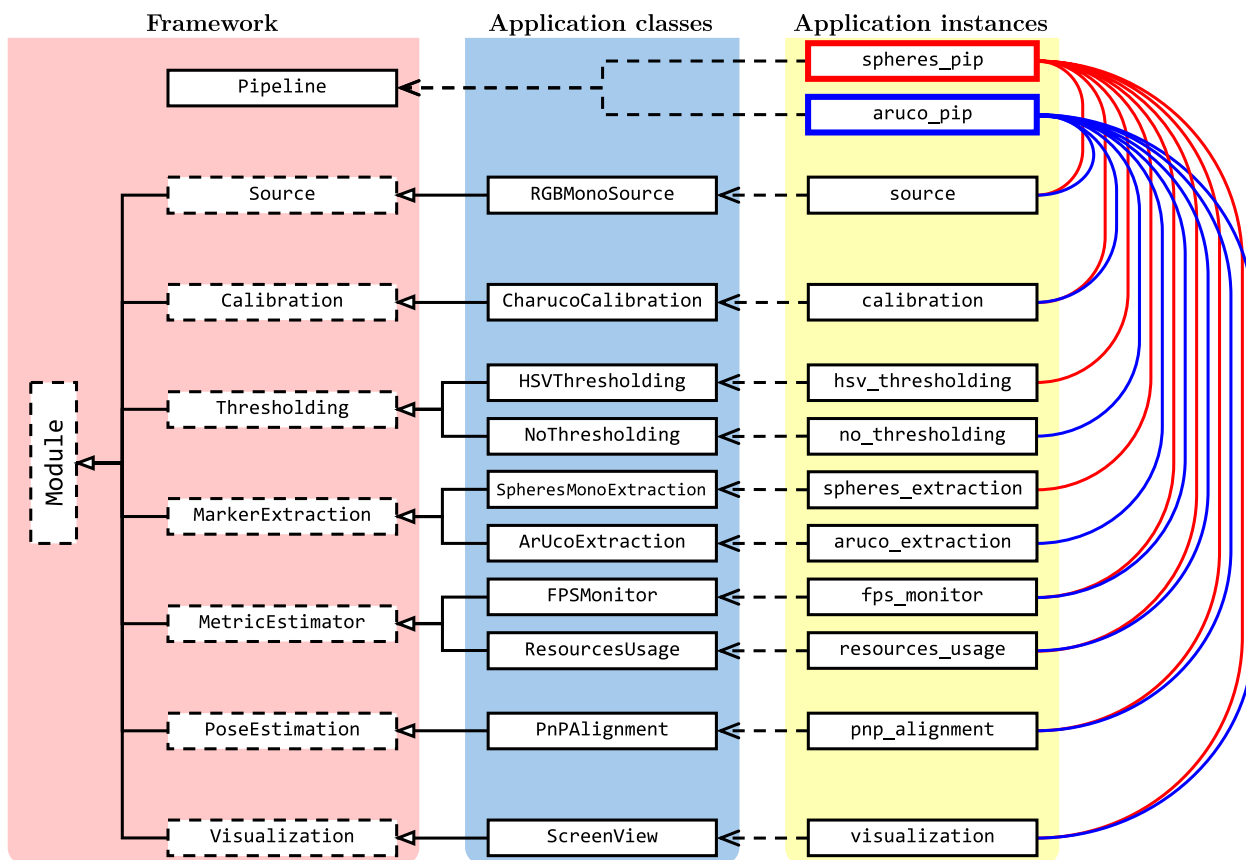 Framework
Application classes
Application instances
spheres_pip
Pipeline
aruco_pip
Source
RGBMonoSource
source
Calibration
CharucoCalibration
calibration
HSVThresholding
hsv_thresholding
Thresholding
NoThresholding
no_thresholding
Module
SpheresMonoExtraction
spheres_extraction
MarkerExtraction
ArUcoExtraction
aruco_extraction
FPSMonitor
fps_monitor
MetricEstimator
ResourcesUsage
resources_usage
PoseEstimation
PnPAlignment
pnp_alignment
Visualization
ScreenView
visualization